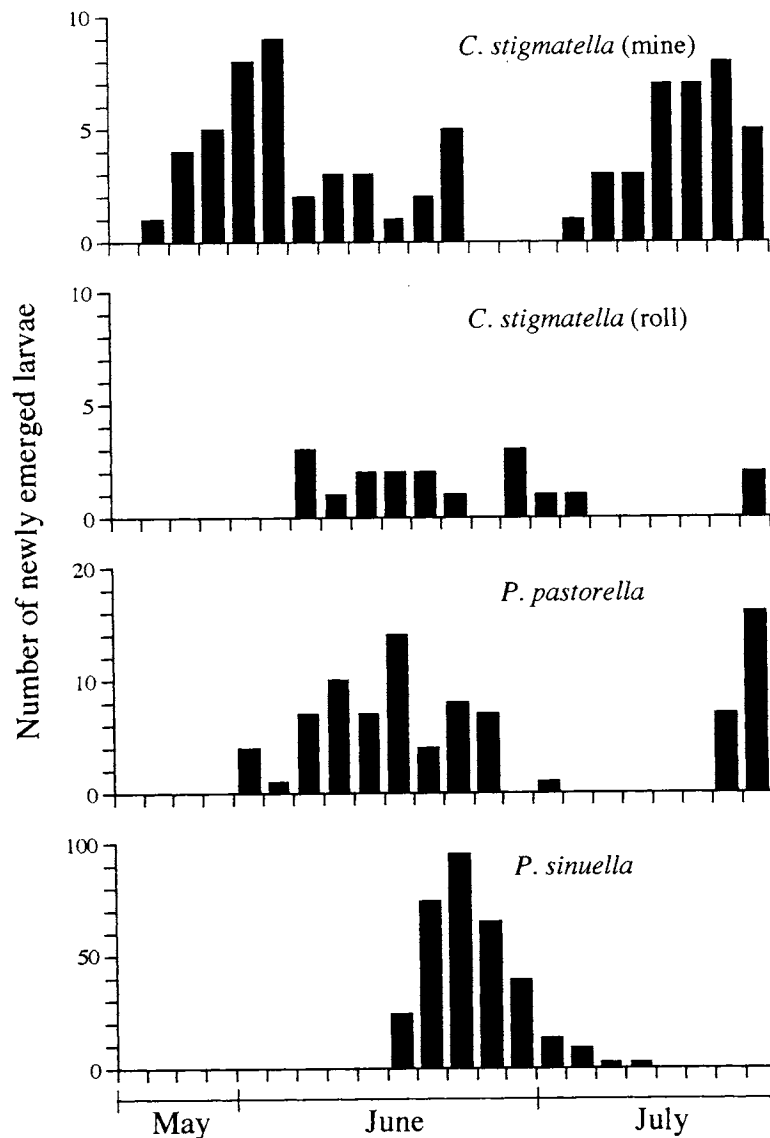 Number of newly emerged larvae
10
C. stigmatella (mine)
5
0
10
C. stigmatella (roll)
5
0
20
P. pastorella
10
0
100
P. sinuella
50
0
May June July